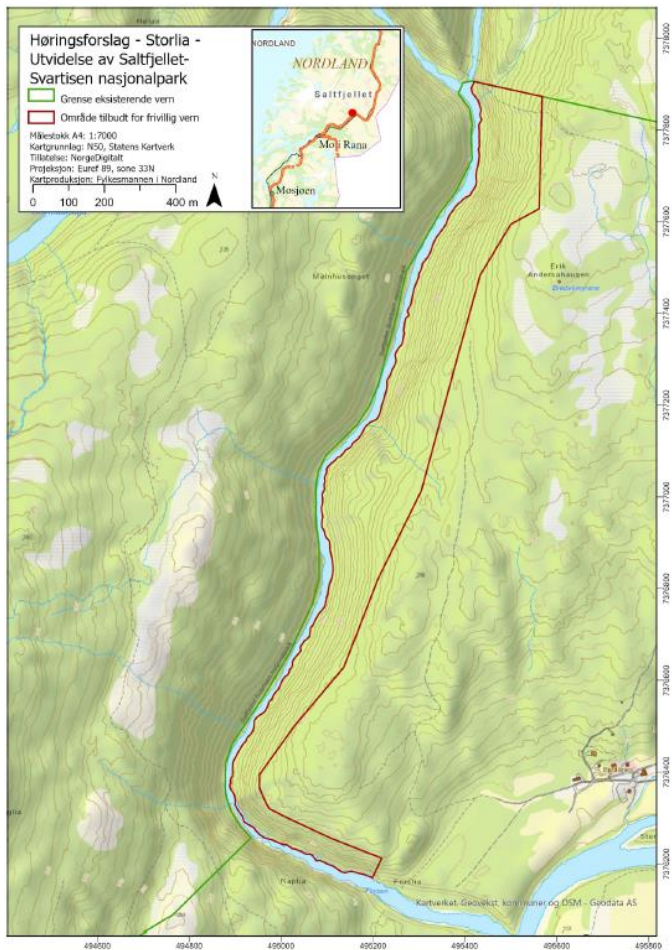 Høringsforslag - Storlia -
Utvidelse av Saltfjellet-
Svartisen nasjonalpark
Grense eksisterende vern
Område tilbudt for frivillig vern
Målestokk A4: 1:7000
Kartgrunnlag: N50, Statens Kartverk
Tillatelse: NorgeDigitalt
Projeksjon: Euref 89, sone 33N
Kartproduksjon: Fylkesmannen i Nordland
0 100 200 400 m
N
NORDLAND
NORDLAND
Saltfjellet
Mo i Rana
Mosjøen
Mølnhusneget
Erik
Andersahaugen
7378000
7377800
7377600
7377400
7377200
7377000
7376800
7376600
7376400
7376200
Kartverket, Geovekst, kommuner og OSM - Geodata AS
494600
494800
495000
495200
495400
495600